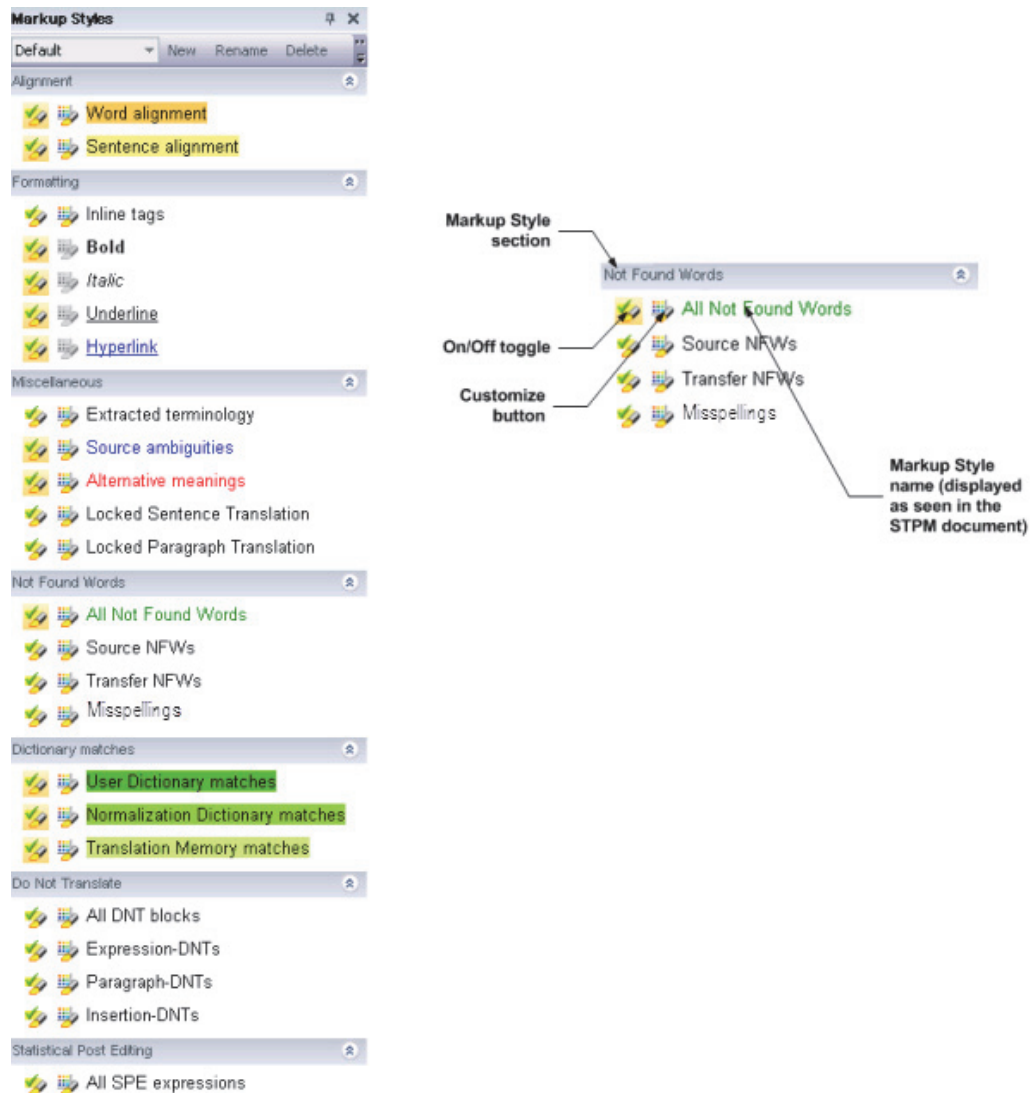 Markup Styles
Default New Rename Delete
Alignment
Word alignment
Sentence alignment
Formatting
Inline tags
Bold
Italic
Underline
Hyperlink
Miscellaneous
Extracted terminology
Source ambiguities
Alternative meanings
Locked Sentence Translation
Locked Paragraph Translation
Not Found Words
All Not Found Words
Source NFWs
Transfer NFWs
Misspellings
Dictionary matches
User Dictionary matches
Normalization Dictionary matches
Translation Memory matches
Do Not Translate
All DNT blocks
Expression-DNTs
Paragraph-DNTs
Insertion-DNTs
Statistical Post Editing
All SPE expressions
Markup Style
section
Not Found Words
All Not Found Words
On/Off toggle
Source NFWs
Customize
button
Transfer NFWs
Misspellings
Markup Style
name (displayed
as seen in the
STPM document)